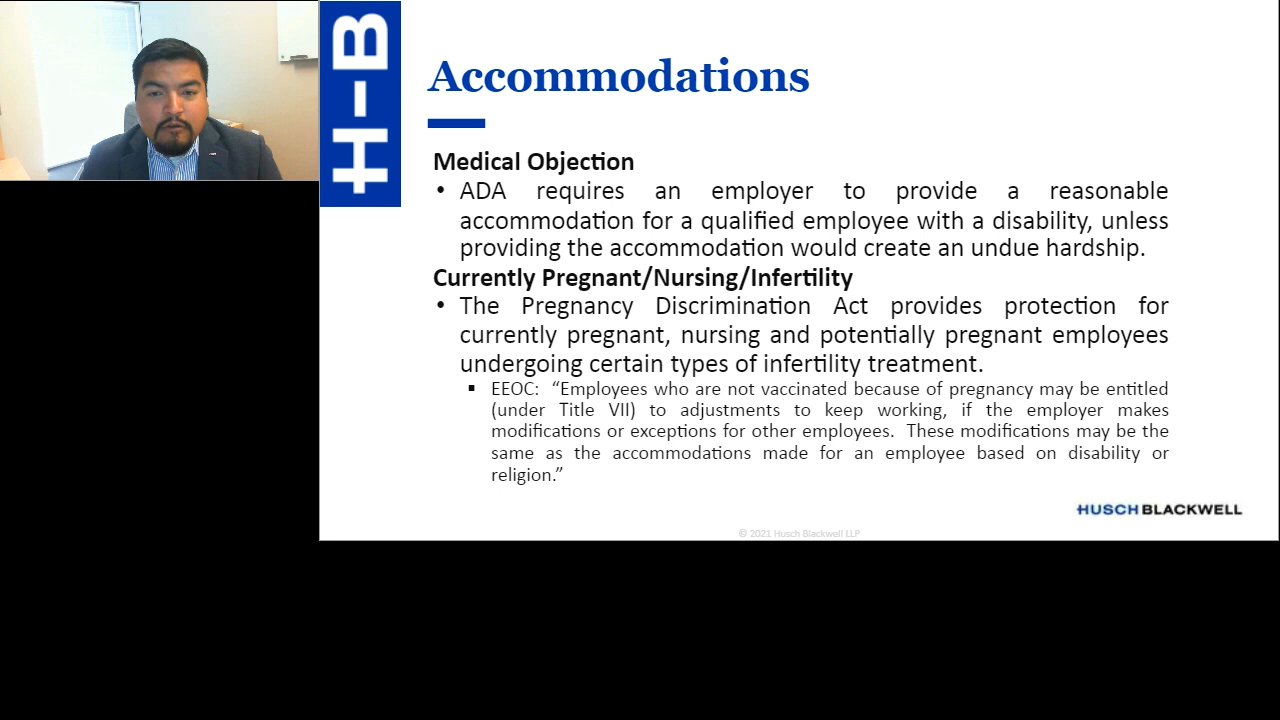 H-B
Accommodations
Medical Objection
• ADA requires an employer to provide a reasonable
accommodation for a qualified employee with a disability, unless
providing the accommodation would create an undue hardship.
Currently Pregnant/Nursing/Infertility
• The Pregnancy Discrimination Act provides protection for
currently pregnant, nursing and potentially pregnant employees
undergoing certain types of infertility treatment.
▪ EEOC: “Employees who are not vaccinated because of pregnancy may be entitled
(under Title VII) to adjustments to keep working, if the employer makes
modifications or exceptions for other employees. These modifications may be the
same as the accommodations made for an employee based on disability or
religion.”
HUSCH BLACKWELL
© 2021 Husch Blackwell LLP